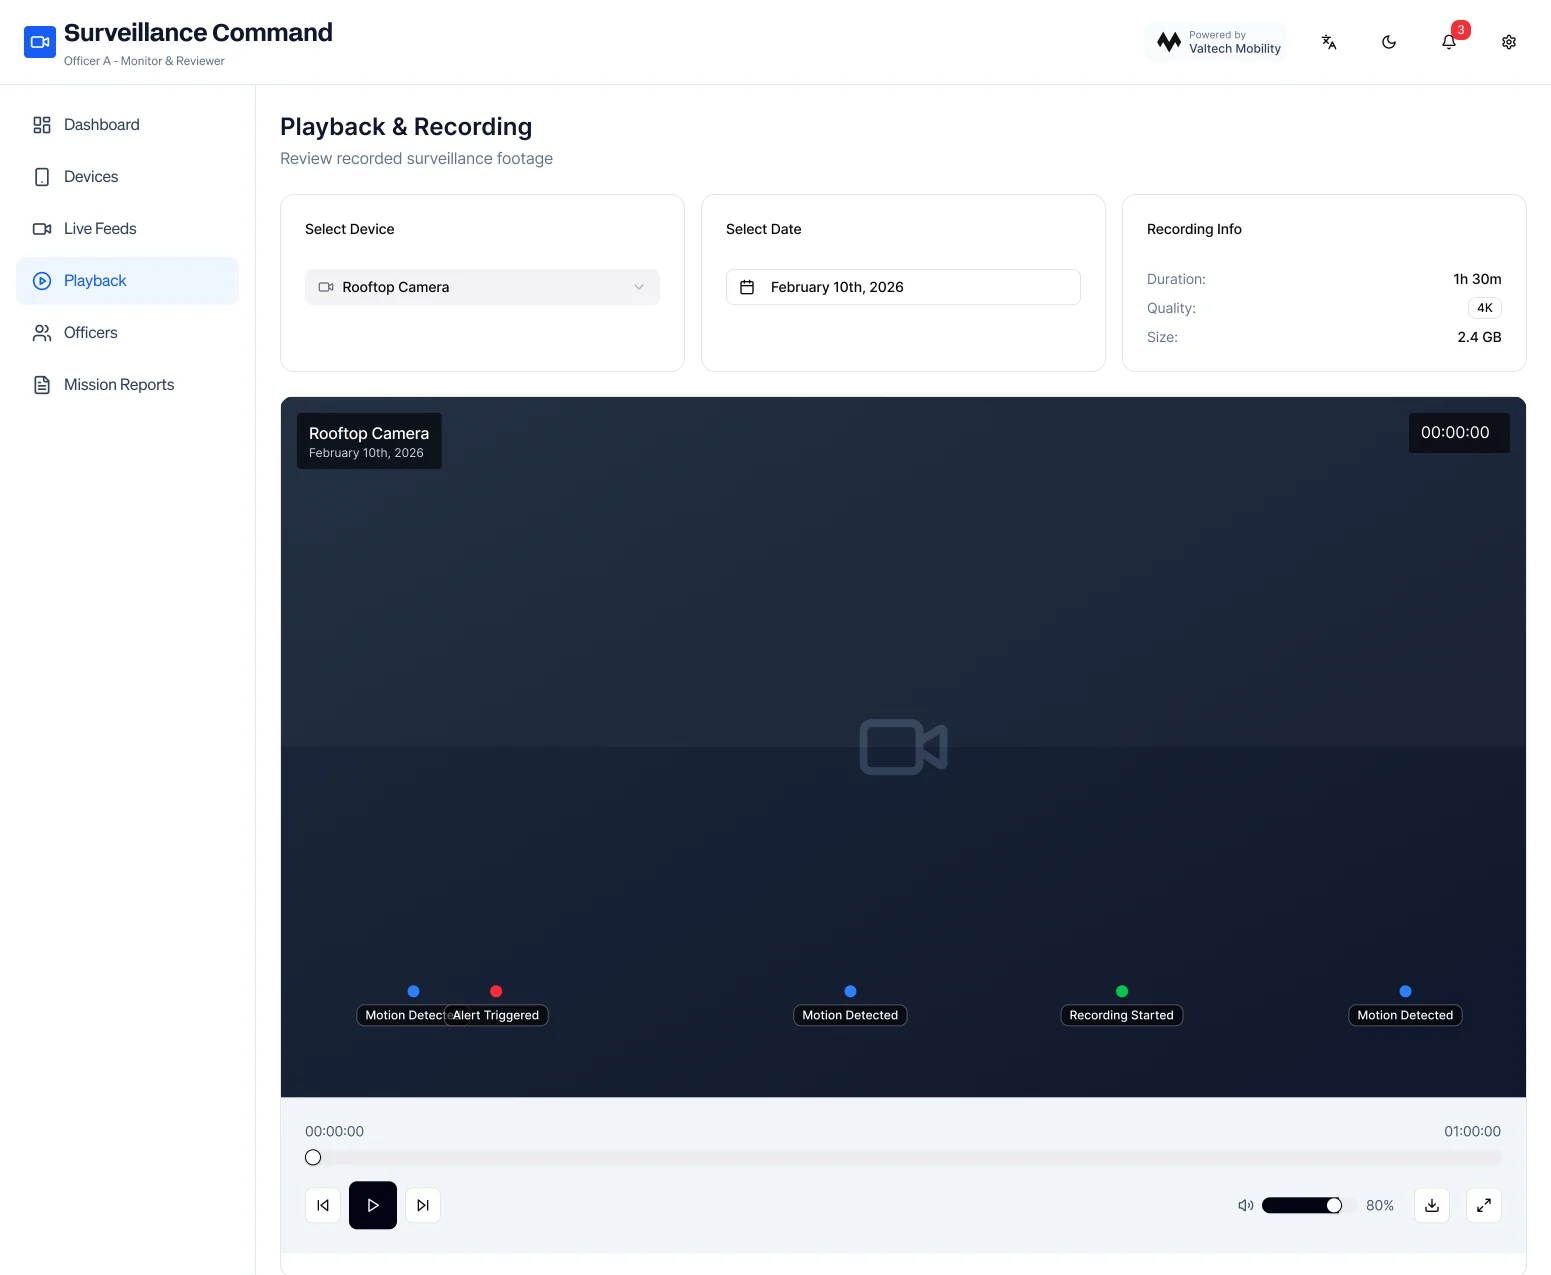 Surveillance Command
Officer A - Monitor & Reviewer
Powered by
Valtech Mobility
3
Dashboard
Devices
Live Feeds
Playback
Officers
Mission Reports
Playback & Recording
Review recorded surveillance footage
Select Device
Rooftop Camera
Select Date
February 10th, 2026
Recording Info
Duration: 1h 30m
Quality: 4K
Size: 2.4 GB
Rooftop Camera
February 10th, 2026
00:00:00
Motion Detected
Alert Triggered
Motion Detected
Recording Started
Motion Detected
00:00:00
01:00:00
80%